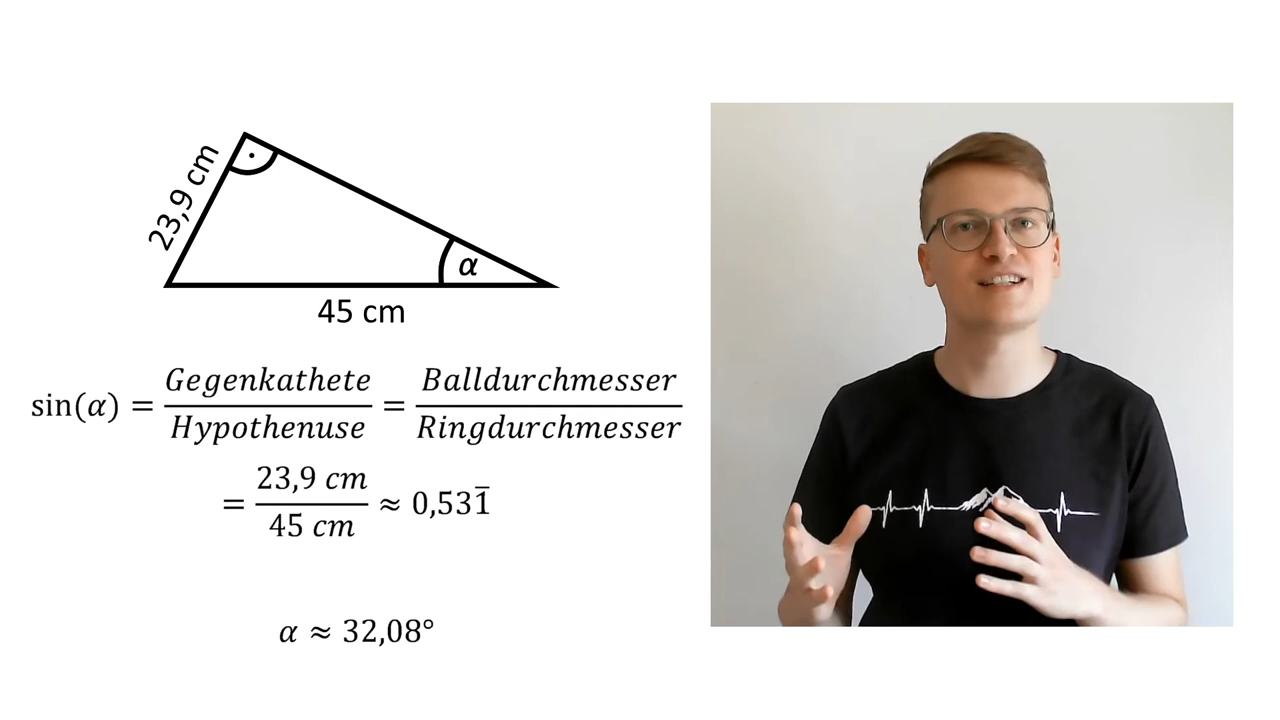 23,9 cm
α
45 cm
sin(α) = Gegenkathete / Hypothenuse = Balldurchmesser / Ringdurchmesser
= 23,9 cm / 45 cm ≈ 0,531̅
α ≈ 32,08°